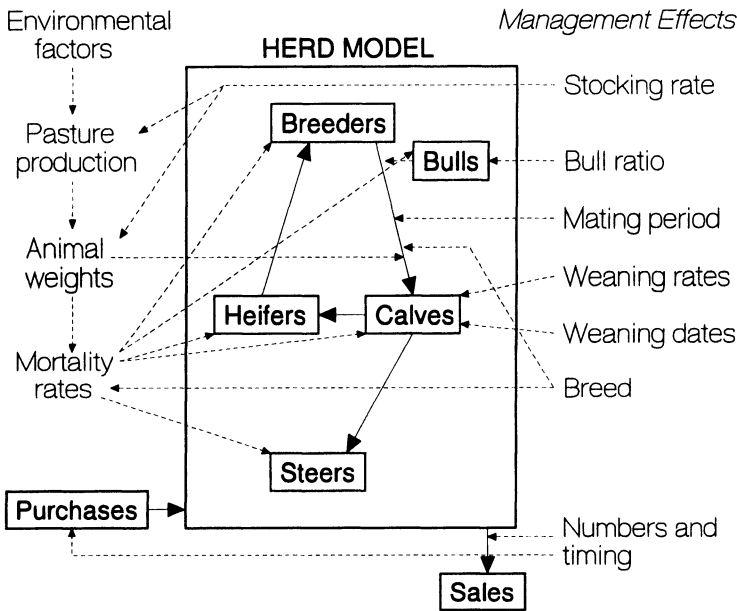 Environmental
factors
Management Effects
HERD MODEL
Stocking rate
Breeders
Pasture
production
Bulls
Bull ratio
Mating period
Animal
weights
Weaning rates
Heifers
Calves
Weaning dates
Mortality
rates
Breed
Steers
Purchases
Numbers and
timing
Sales